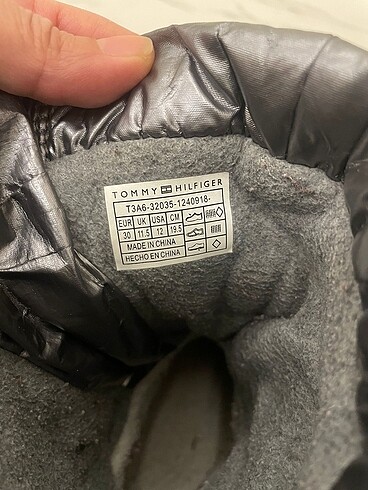 TOMMY HILFIGER
T3A6-32035-1240918-
EUR UK USA CM
30 11.5 12 19.5
MADE IN CHINA
HECHO EN CHINA